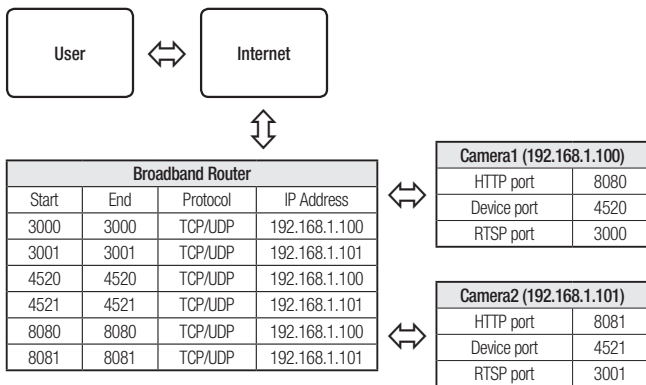 User
Internet
Broadband Router
Start End Protocol IP Address
3000 3000 TCP/UDP 192.168.1.100
3001 3001 TCP/UDP 192.168.1.101
4520 4520 TCP/UDP 192.168.1.100
4521 4521 TCP/UDP 192.168.1.101
8080 8080 TCP/UDP 192.168.1.100
8081 8081 TCP/UDP 192.168.1.101
Camera1 (192.168.1.100)
HTTP port 8080
Device port 4520
RTSP port 3000
Camera2 (192.168.1.101)
HTTP port 8081
Device port 4521
RTSP port 3001